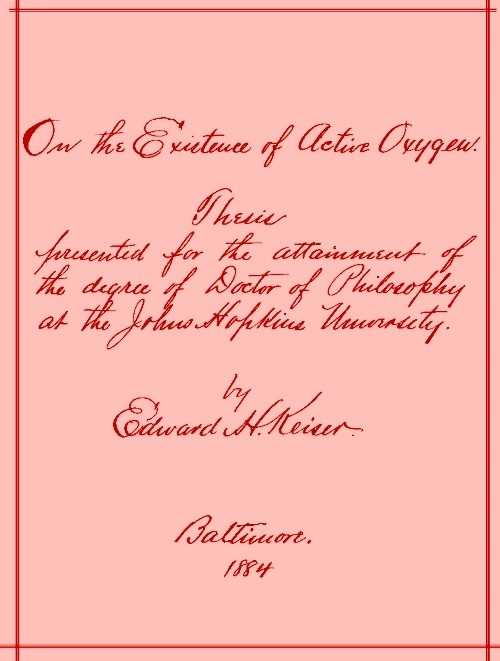 On the Existence of Active Oxygen.
Thesis
presented for the attainment of
the degree of Doctor of Philosophy
at the Johns Hopkins University.
by
Edward H. Keiser.
Baltimore.
1884